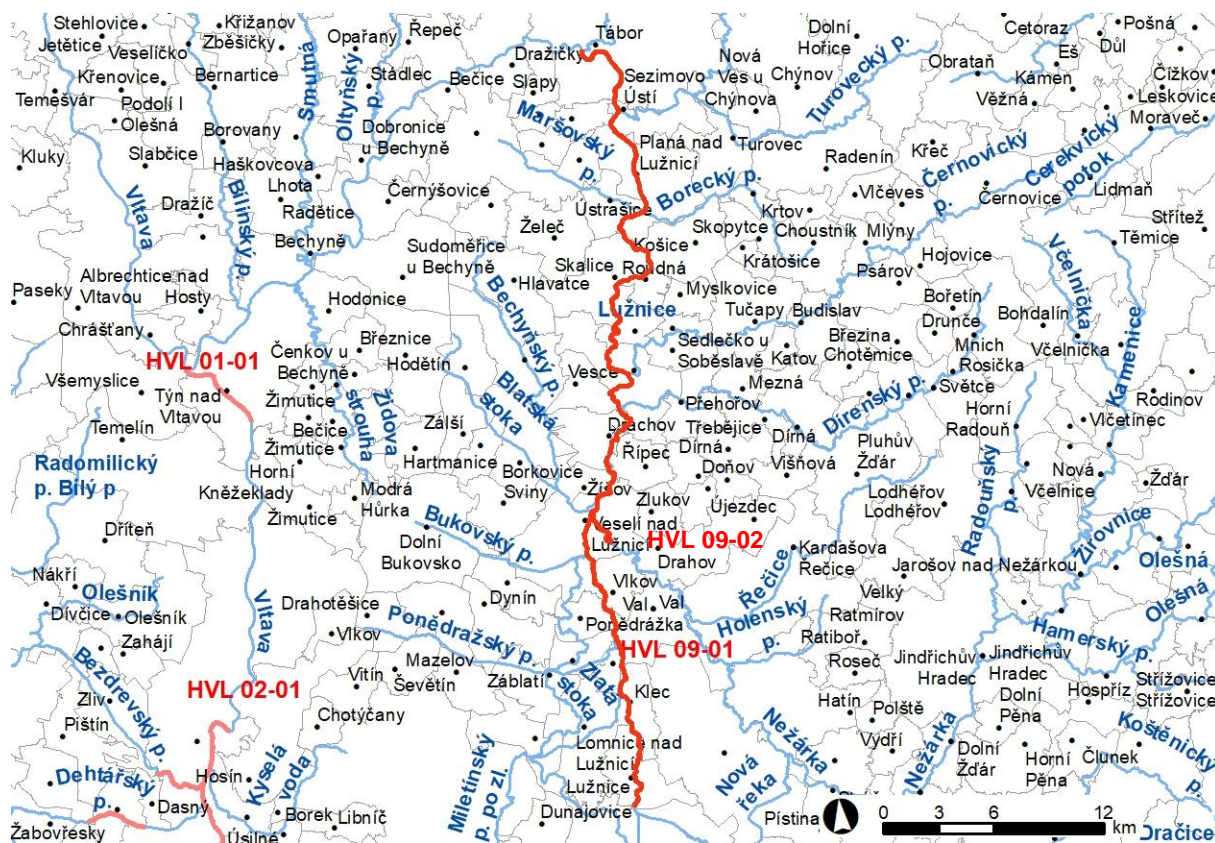 Stehlovice
Križanov
Opařany
Řepeč
Tábor
Dolní
Hořice
Cetoraz
Pošná
Jetětice
Veselíčko
Zběšičky
Smutná
Oltyňský
p.
Dražičky
Nová
Ves u
Chýnova
Chýnov
Turovecký p.
Obrataň
Eš
Důl
Křenovice
Bernartice
Stádlec
Bečice
Slapy
Sezimovo
Ústí
Kámen
Čížkov
Temešvár
Podolí I
Olešná
Věžná
Leskovice
Moraveč
Borovany
Dobronice
u Bechyně
Maršovský
p.
Planá nad
Lužnicí
Turovec
Radenín
Křeč
Černovický
p.
Cerekvický
potok
Kluky
Slabčice
Haškovcova
Lhota
Černýšovice
Borecký p.
Vlčeves
Černovice
Lidmaň
Vltava
Bilinský p.
Dražíč
Radětice
Ústrašice
Krtov
Střítež
Bechyně
Želeč
Košice
Skopytce
Choustník
Mlýny
Těmice
Sudoměřice
u Bechyně
Skalice
Roudná
Krátošice
Hojovice
Včelnička
Albrechtice nad
Vltavou
Hosty
Hlavatce
Myslkovice
Psárov
Paseky
Hodonice
Bechyňský p.
Lužnice
Tučapy
Budislav
Bořetín
Drunče
Bohdalín
Kamenice
Chrášťany
Březnice
Sedlečko u
Soběslavě
Březina
Mnich
Včelnička
HVL 01-01
Čenkov u
Bechyně
Hodětín
Katov
Chotěmice
Rosička
Všemyslice
Týn nad
Vltavou
Židova
strouha
Blatská
stoka
Vesce
Mezná
Světce
Rodinov
Žimutice
Přehořov
Dírenský p.
Horní
Radouň
Vlčetínec
Temelín
Bečice
Zálší
Dráchov
Třebějice
Dírná
Dírná
Pluhův
Žďár
Radomilický
p. Bílý p
Žimutice
Hartmanice
Borkovice
Řípec
Doňov
Višňová
Nová
Včelnice
Žďár
Horní
Kněžeklady
Modrá
Hůrka
Sviny
Žíšov
Zlukov
Lodhéřov
Lodhéřov
Radouňský
p.
Žimutice
Újezdec
Žirovnice
Dříteň
Bukovský p.
Dolní
Bukovsko
Veselí nad
Lužnicí
HVL 09-02
Drahov
Kardašova
Řečice
Jarošov nad Nežárkou
Olešná
Nákří
Olešník
Vlkov
Řečice
Velký
Ratmírov
Olešná
Dívčice
Olešník
Drahotěšice
Dynín
Val
Val
Holenský
p.
Zahájí
Vlkov
Ponědražský p.
Ponědrážka
Ratiboř
Hamerský p.
Bezdrevský p.
Vltava
Vitín
Mazelov
Ševětín
Záblatí
Zlatá
stoka
HVL 09-01
Roseč
Jindřichův
Hradec
Jindřichův
Hradec
Hospříz
Střížovice
Střížovice
Zliv
HVL 02-01
Klec
Hatín
Dolní
Pěna
Pištín
Chotýčany
Polště
Košténický
p.
Dehtářský
p.
Kyselá
voda
Miletínský
p. po zl.
Lomnice nad
Lužnicí
Nová
řeka
Nežárka
Vydří
Nežárka
Dolní
Žďár
Horní
Pěna
Člunek
Hosín
Lužnice
Dasný
Borek
Libníč
Dunajovice
Pístina
0 3 6 12
km
Žabovřesky
Úsilné
Dračice